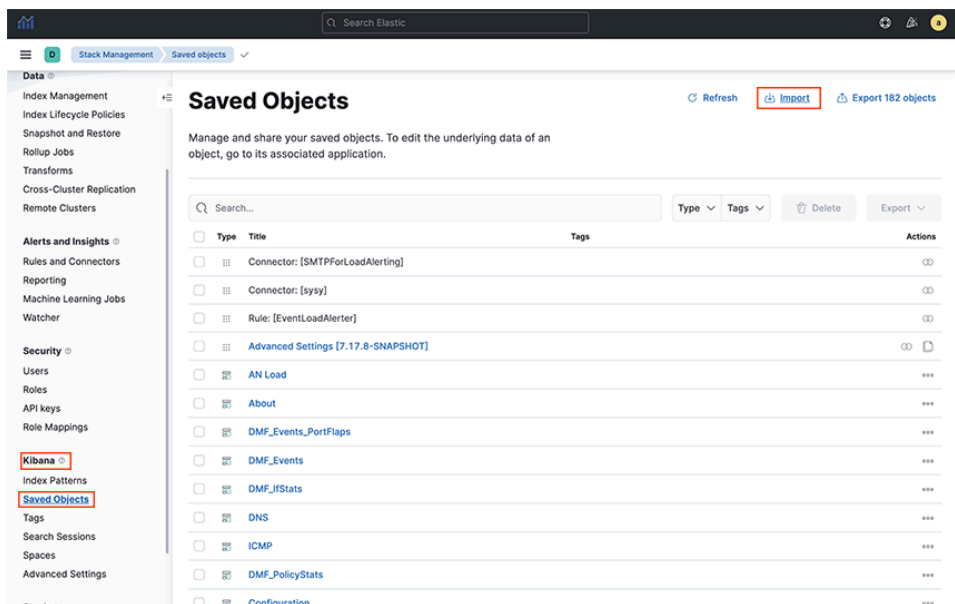 Search Elastic
a
D
Stack Management
Saved objects
Data
Index Management
Index Lifecycle Policies
Snapshot and Restore
Rollup Jobs
Transforms
Cross-Cluster Replication
Remote Clusters
Alerts and Insights
Rules and Connectors
Reporting
Machine Learning Jobs
Watcher
Security
Users
Roles
API keys
Role Mappings
Kibana
Index Patterns
Saved Objects
Tags
Search Sessions
Spaces
Advanced Settings
Saved Objects
Refresh
Import
Export 182 objects
Manage and share your saved objects. To edit the underlying data of an
object, go to its associated application.
Search...
Type
Tags
Delete
Export
Type Title Tags Actions
Connector: [SMTPForLoadAlerting]
Connector: [sysy]
Rule: [EventLoadAlerter]
Advanced Settings [7.17.8-SNAPSHOT]
AN Load
About
DMF_Events_PortFlaps
DMF_Events
DMF_IfStats
DNS
ICMP
DMF_PolicyStats
Configuration